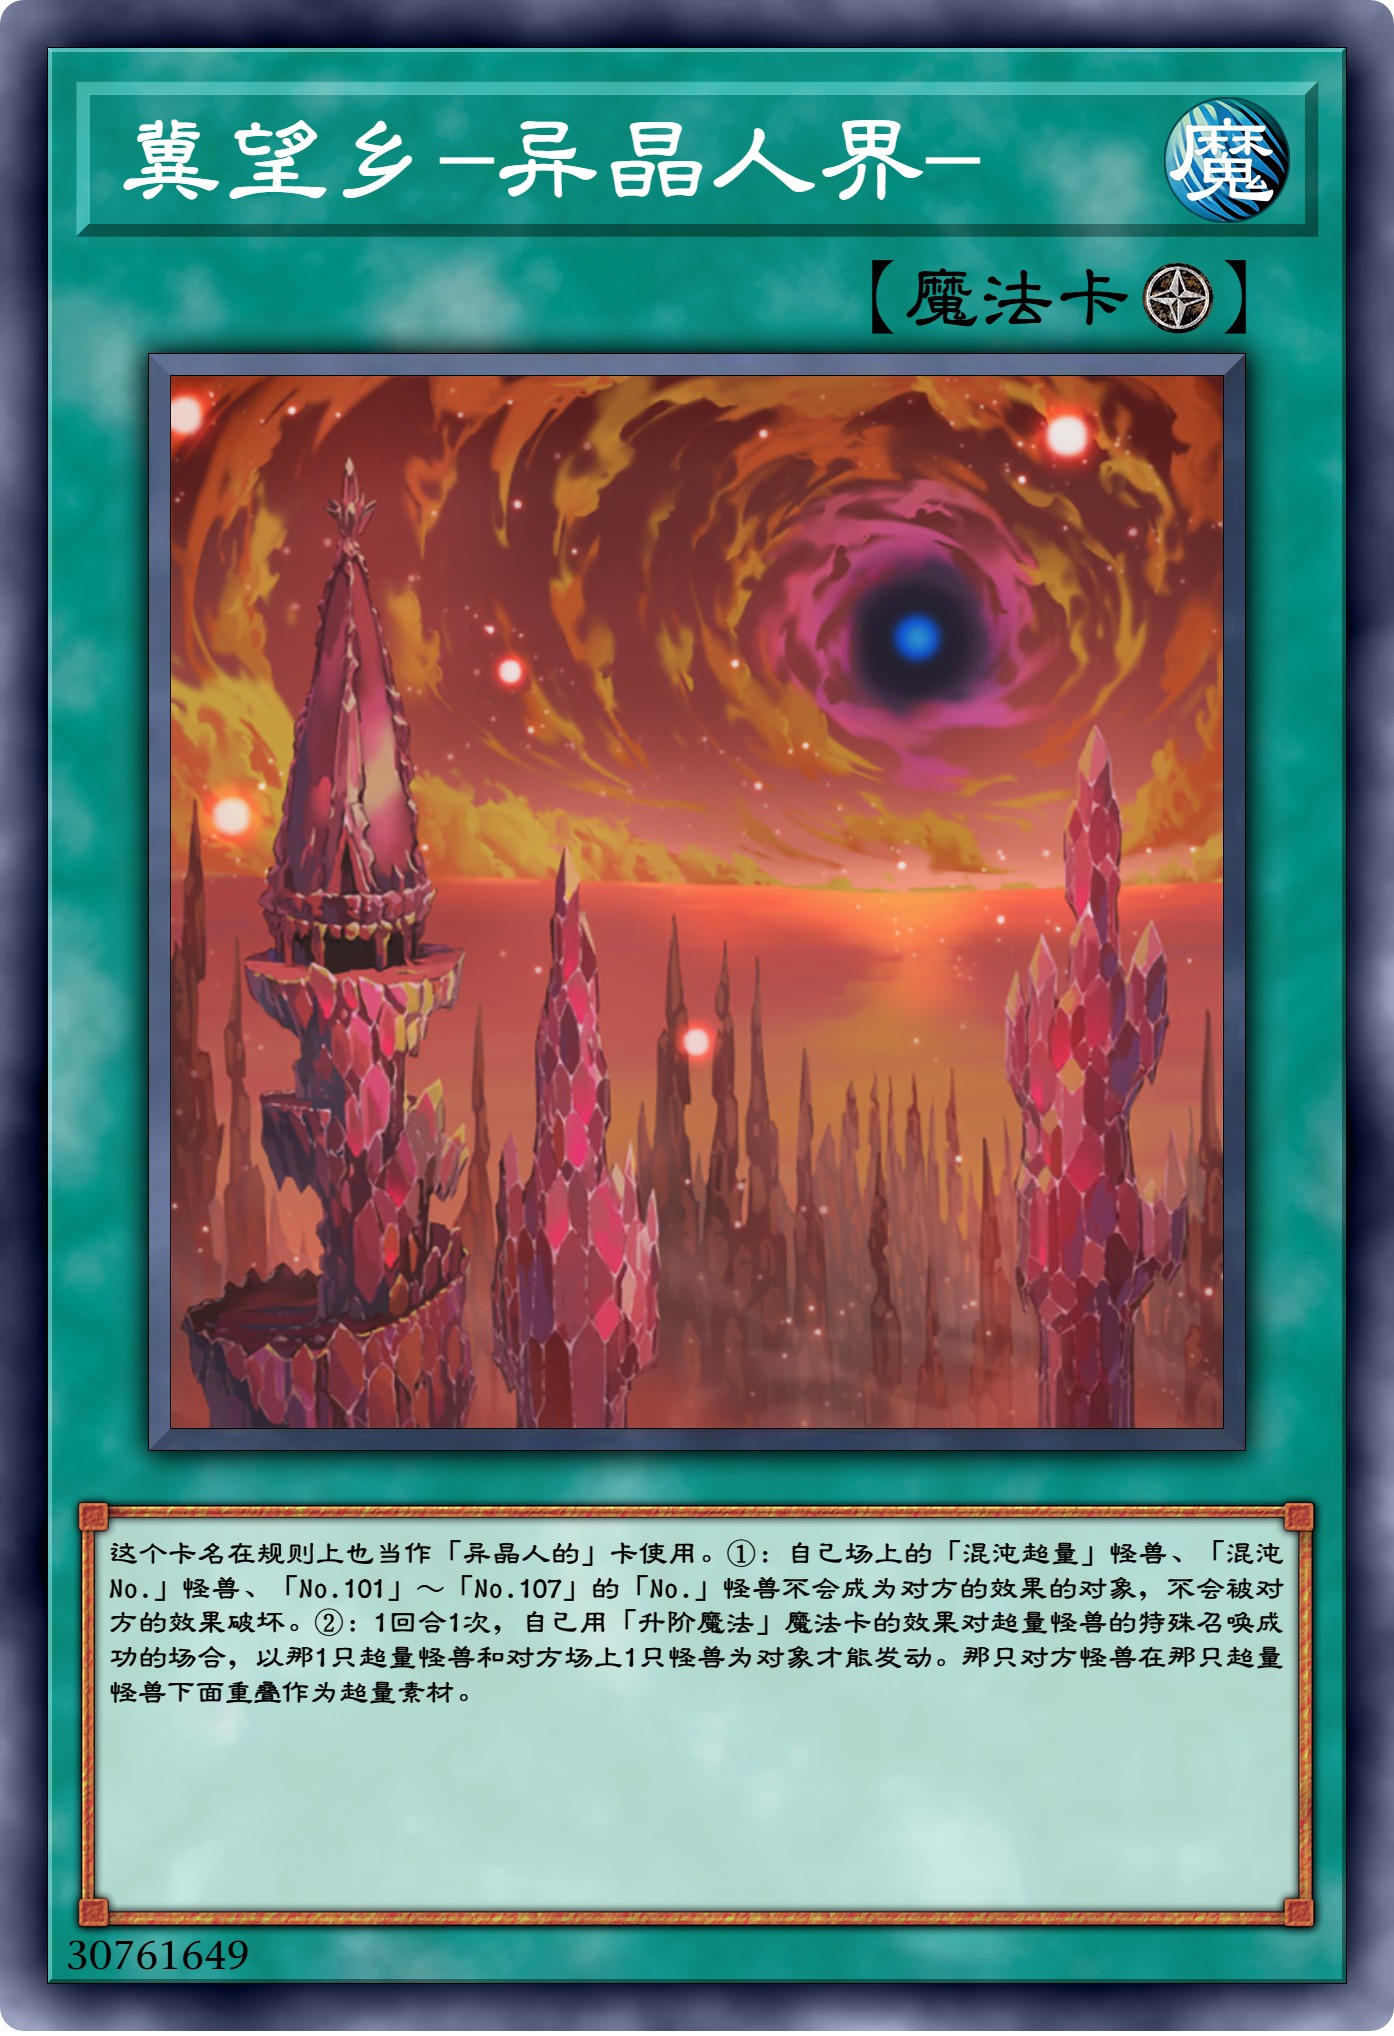 冀望乡-异晶人界-
魔
【魔法卡】
这个卡名在规则上也当作「异晶人的」卡使用。①：自己场上的「混沌超量」怪兽、「混沌
No.」怪兽、「No.101」～「No.107」的「No.」怪兽不会成为对方的效果的对象，不会被对
方的效果破坏。②：1回合1次，自己用「升阶魔法」魔法卡的效果对超量怪兽的特殊召唤成
功的场合，以那1只超量怪兽和对方场上1只怪兽为对象才能发动。那只对方怪兽在那只超量
怪兽下面重叠作为超量素材。
30761649